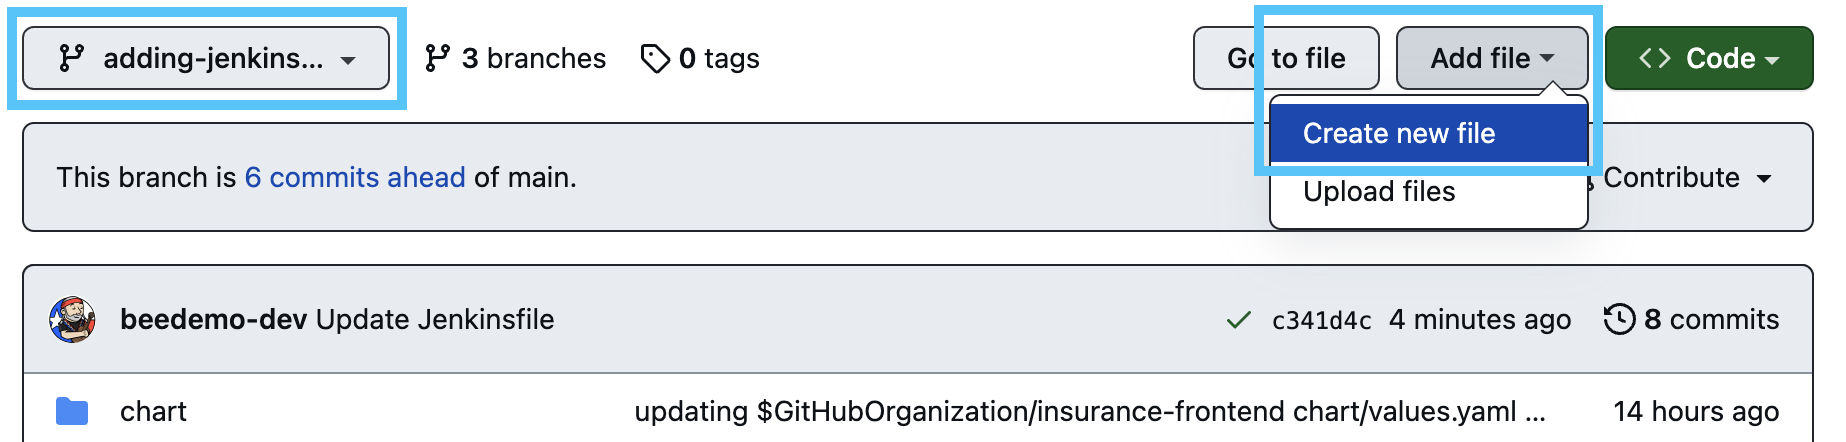 adding-jenkins... 3 branches 0 tags Go to file Add file <> Code
Create new file
This branch is 6 commits ahead of main. Contribute
Upload files
beedemo-dev Update Jenkinsfile c341d4c 4 minutes ago 8 commits
chart updating $GitHubOrganization/insurance-frontend chart/values.yaml ... 14 hours ago